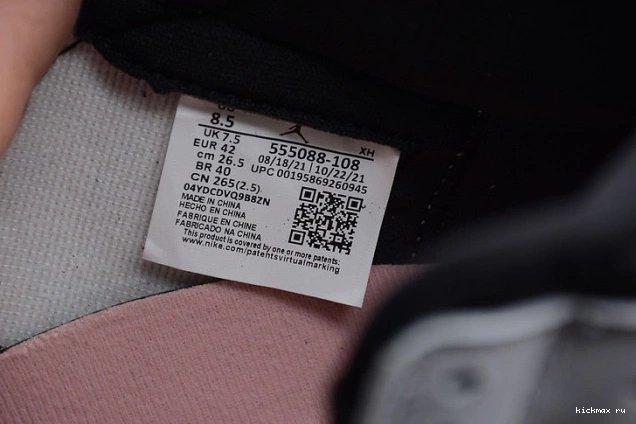 8.5
UK 7.5
EUR 42
cm 26.5
BR 40
CN 265(2.5)
555088-108 XH
08/18/21 | 10/22/21
UPC 00195869260945
04YDCDVQ9B8ZN
MADE IN CHINA
HECHO EN CHINA
FABRIQUE EN CHINE
FABRICADO NA CHINA
This product is covered by one or more patents:
www.nike.com/patentsvirtualmarking
kickmax ru